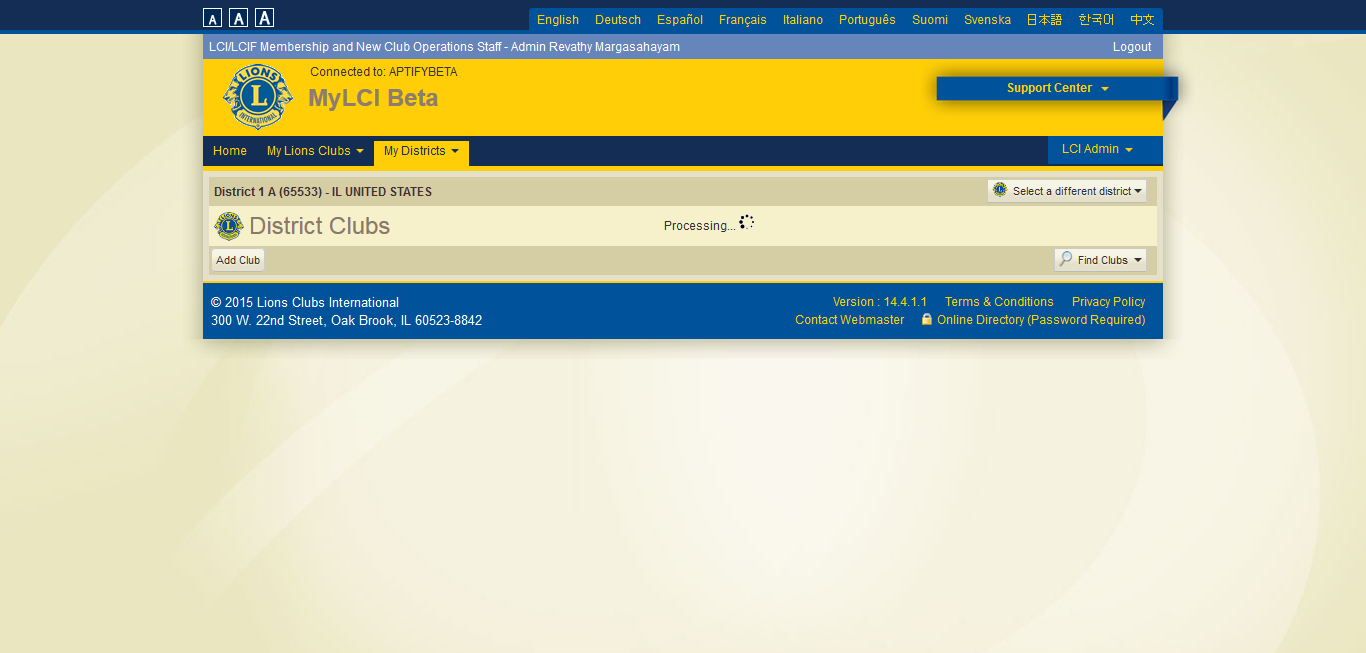 A A A
English Deutsch Español Français Italiano Português Suomi Svenska 日本語 한국어 中文
LCI/LCIF Membership and New Club Operations Staff - Admin Revathy Margasahayam Logout
LIONS L INTERNATIONAL
Connected to: APTIFYBETA
MyLCI Beta
Support Center
Home My Lions Clubs My Districts LCI Admin
District 1 A (65533) - IL UNITED STATES Select a different district
District Clubs Processing...
Add Club Find Clubs
© 2015 Lions Clubs International Version : 14.4.1.1 Terms & Conditions Privacy Policy
300 W. 22nd Street, Oak Brook, IL 60523-8842 Contact Webmaster Online Directory (Password Required)